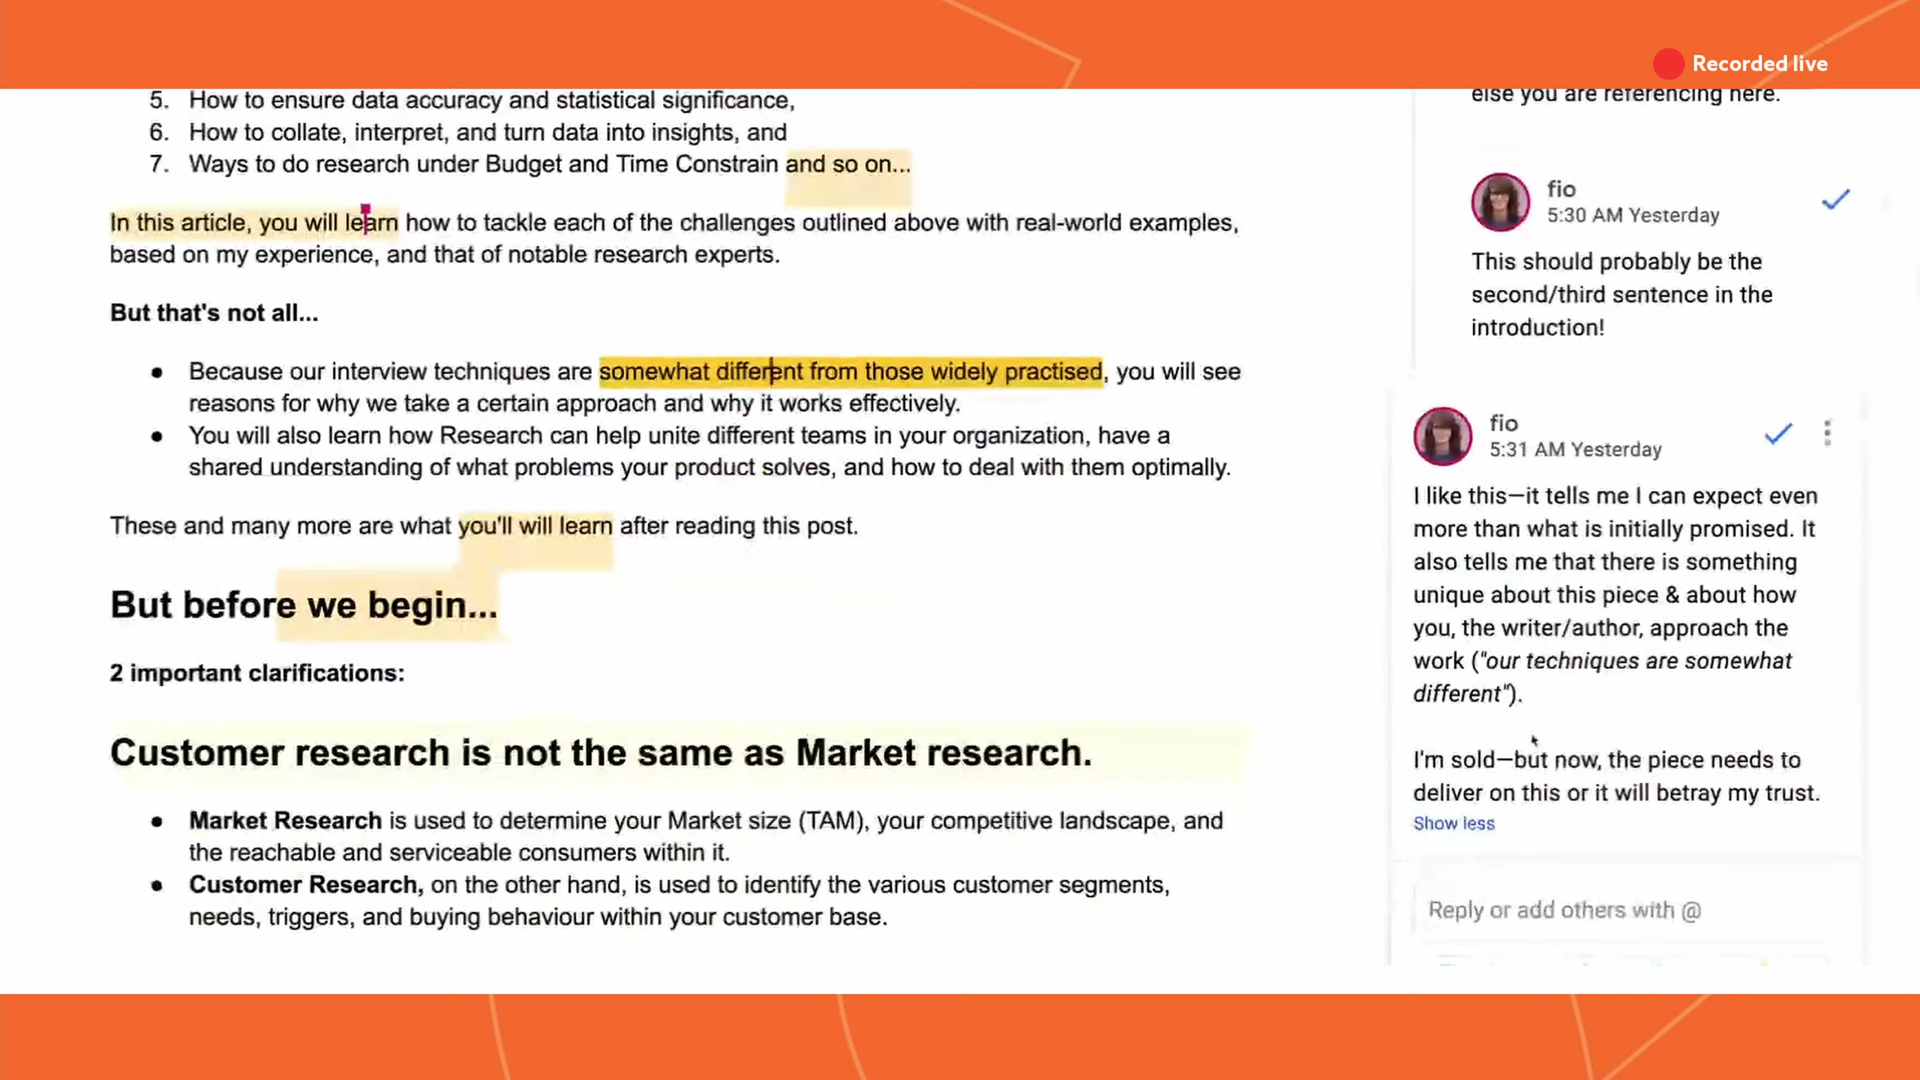 Recorded live
5. How to ensure data accuracy and statistical significance,
6. How to collate, interpret, and turn data into insights, and
7. Ways to do research under Budget and Time Constrain and so on...
In this article, you will learn how to tackle each of the challenges outlined above with real-world examples,
based on my experience, and that of notable research experts.
But that's not all...
● Because our interview techniques are somewhat different from those widely practised, you will see
reasons for why we take a certain approach and why it works effectively.
● You will also learn how Research can help unite different teams in your organization, have a
shared understanding of what problems your product solves, and how to deal with them optimally.
These and many more are what you'll will learn after reading this post.
But before we begin...
2 important clarifications:
Customer research is not the same as Market research.
● Market Research is used to determine your Market size (TAM), your competitive landscape, and
the reachable and serviceable consumers within it.
● Customer Research, on the other hand, is used to identify the various customer segments,
needs, triggers, and buying behaviour within your customer base.
else you are referencing here.
fio
5:30 AM Yesterday
This should probably be the
second/third sentence in the
introduction!
fio
5:31 AM Yesterday
I like this—it tells me I can expect even
more than what is initially promised. It
also tells me that there is something
unique about this piece & about how
you, the writer/author, approach the
work ("our techniques are somewhat
different").
I'm sold—but now, the piece needs to
deliver on this or it will betray my trust.
Show less
Reply or add others with @